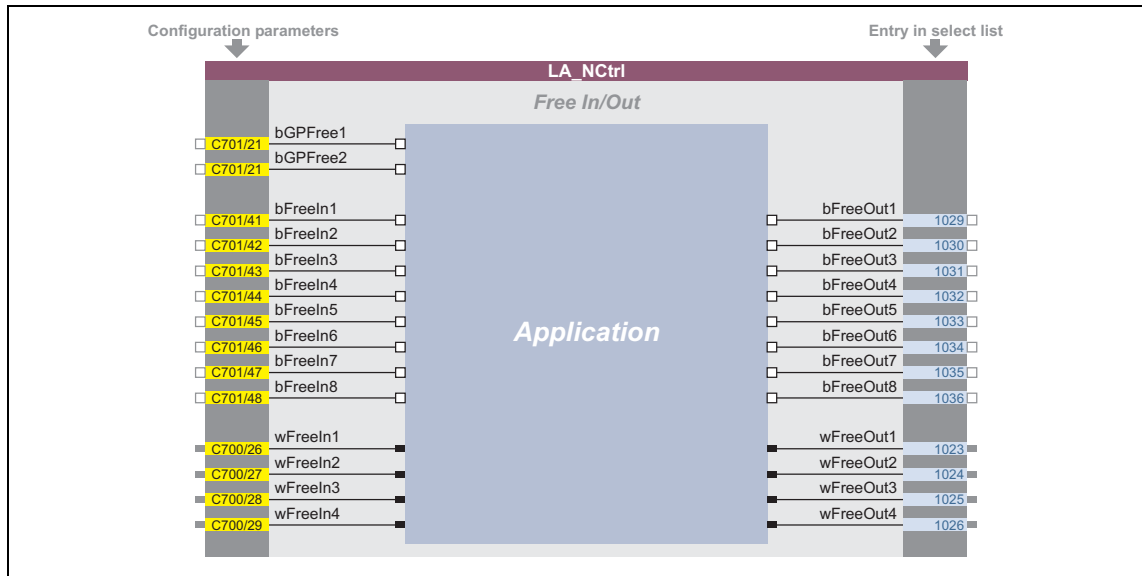 Configuration parameters Entry in select list
LA_NCtrl
Free In/Out
bGPFree1
C701/21
bGPFree2
C701/21
bFreeIn1 bFreeOut1
C701/41 1029
bFreeIn2 bFreeOut2
C701/42 1030
bFreeIn3 bFreeOut3
C701/43 1031
bFreeIn4 bFreeOut4
C701/44 1032
bFreeIn5 bFreeOut5
C701/45 1033
bFreeIn6 bFreeOut6
Application
C701/46 1034
bFreeIn7 bFreeOut7
C701/47 1035
bFreeIn8 bFreeOut8
C701/48 1036
wFreeIn1 wFreeOut1
C700/26 1023
wFreeIn2 wFreeOut2
C700/27 1024
wFreeIn3 wFreeOut3
C700/28 1025
wFreeIn4 wFreeOut4
C700/29 1026